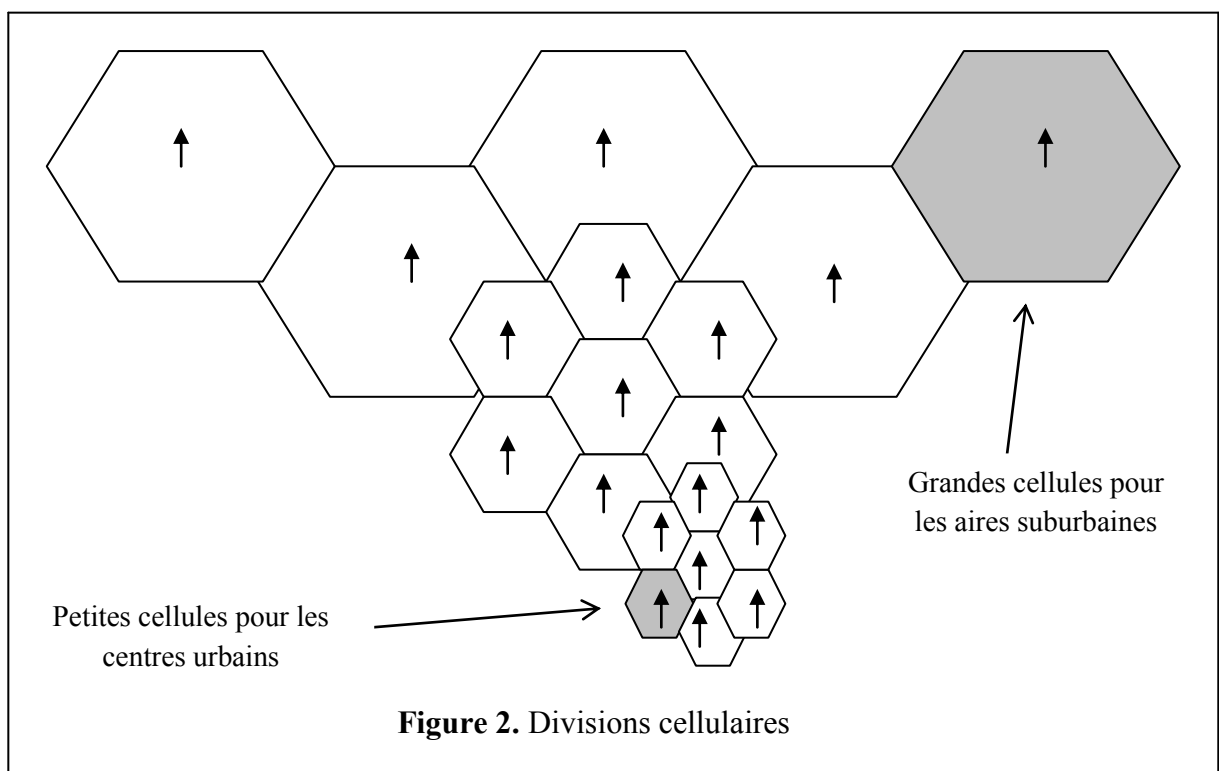 Grandes cellules pour
les aires suburbaines
Petites cellules pour les
centres urbains
Figure 2. Divisions cellulaires